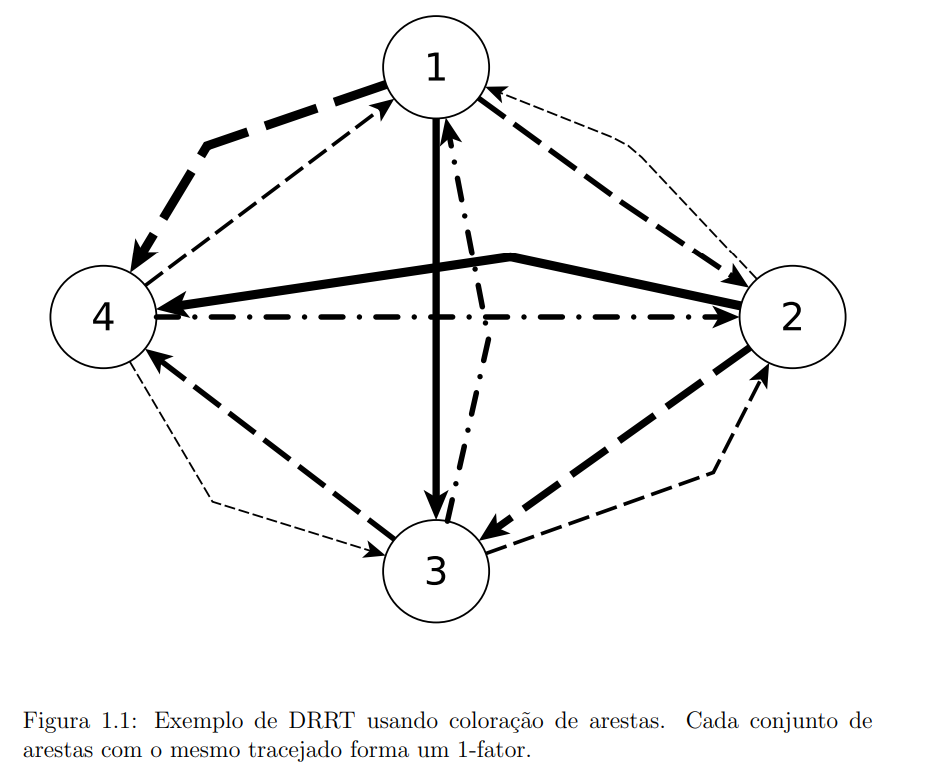 1
4
2
3
Figura 1.1: Exemplo de DRRT usando coloração de arestas. Cada conjunto de
arestas com o mesmo tracejado forma um 1-fator.